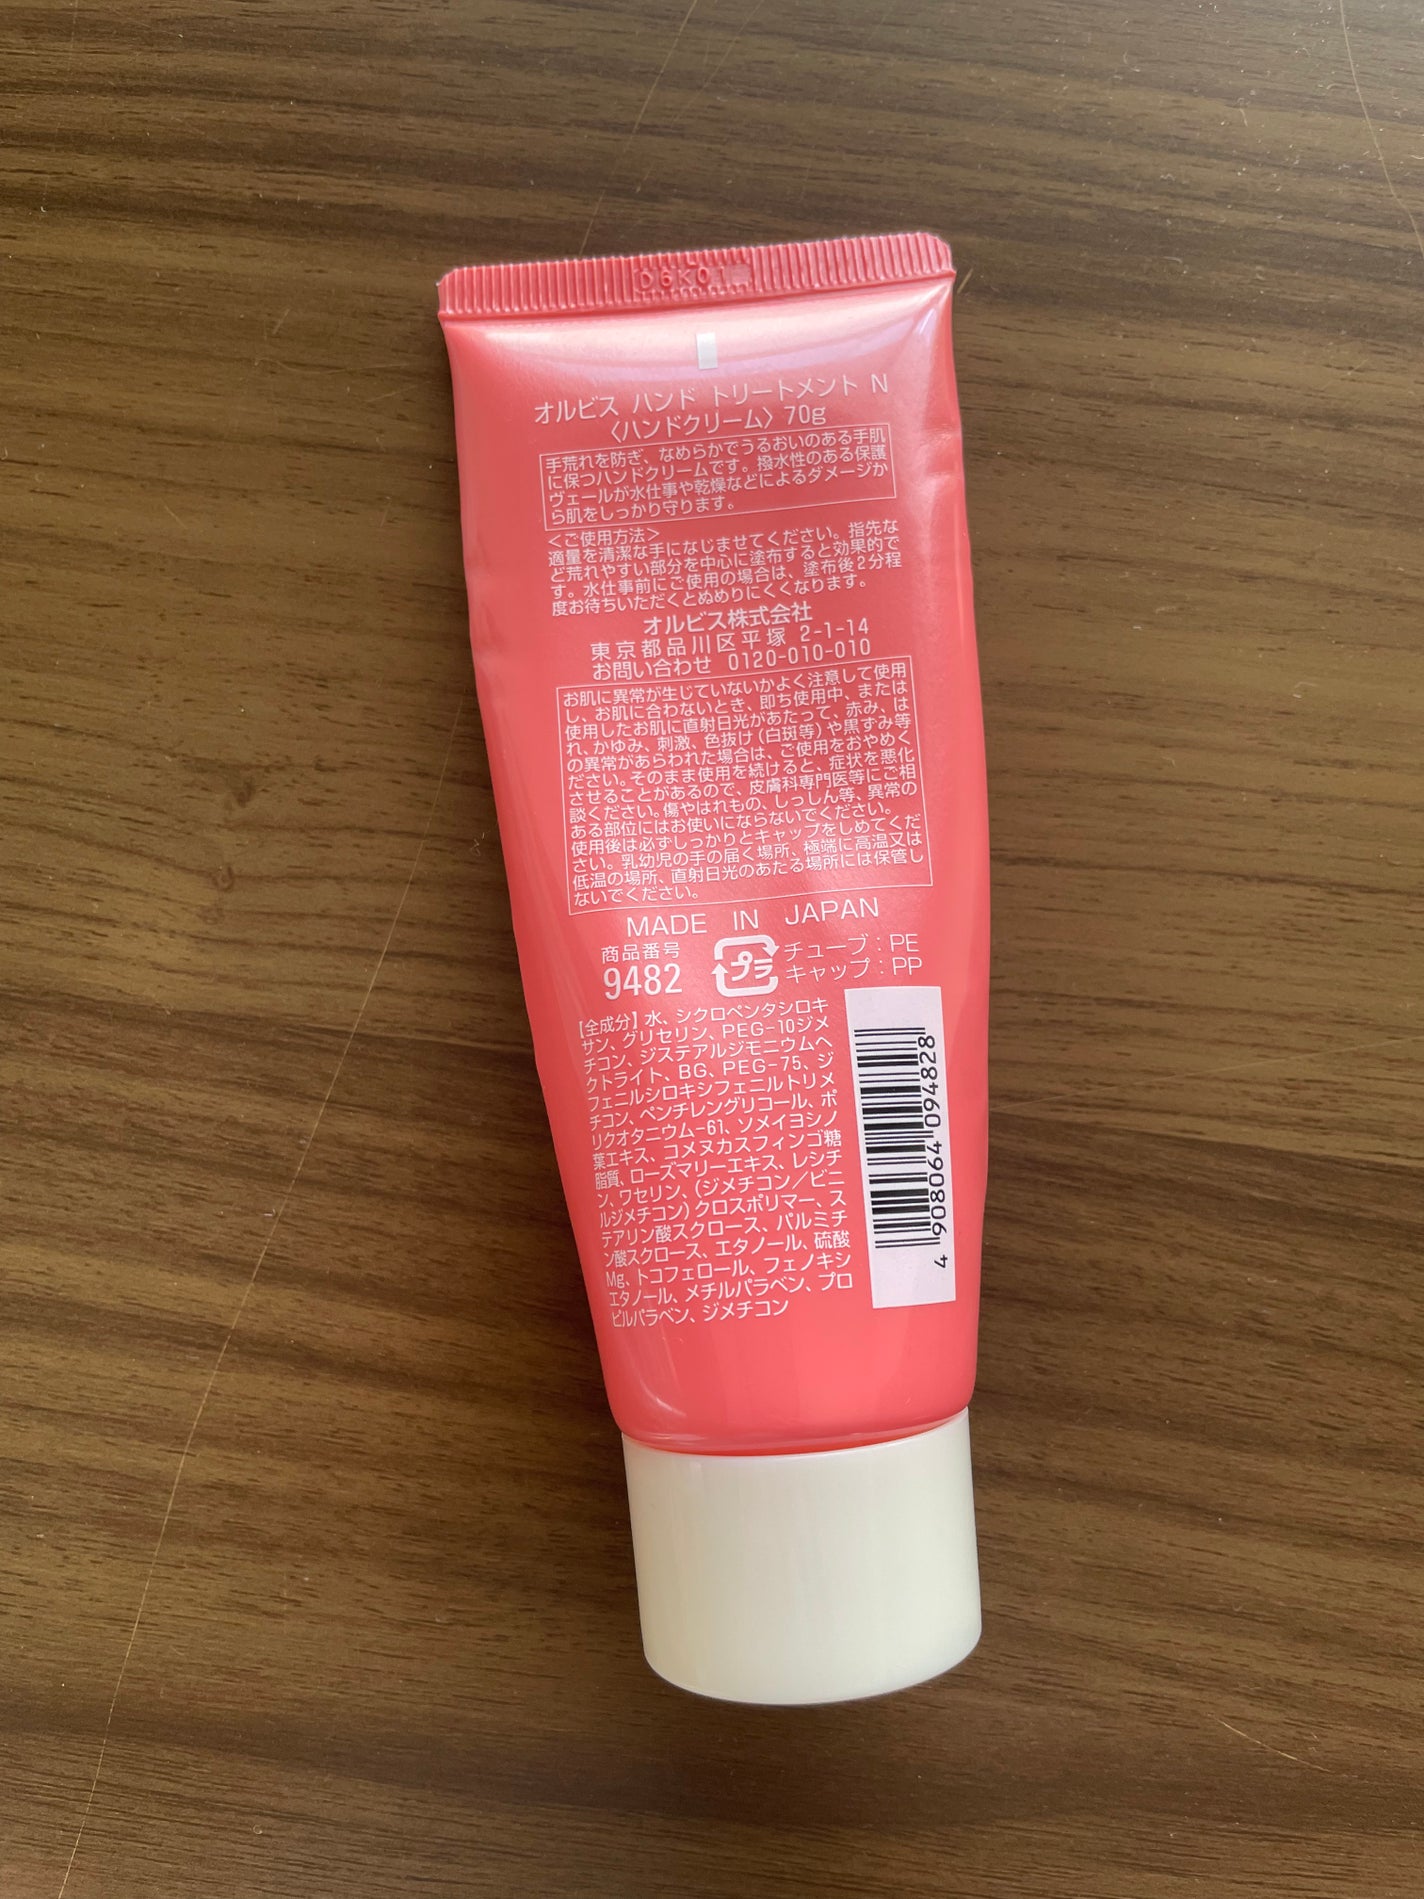 D6K01
オルビス ハンド トリートメント N
〈ハンドクリーム〉70g
手荒れを防ぎ、なめらかでうるおいのある手肌
に保つハンドクリームです。撥水性のある保護
ヴェールが水仕事や乾燥などによるダメージか
ら肌をしっかり守ります。
＜ご使用方法＞
適量を清潔な手になじませてください。指先な
ど荒れやすい部分を中心に塗布すると効果的で
す。水仕事前にご使用の場合は、塗布後2分程
度お待ちいただくとぬめりにくくなります。
オルビス株式会社
東京都品川区平塚 2-1-14
お問い合わせ 0120-010-010
お肌に異常が生じていないかよく注意して使用
し、お肌に合わないとき、即ち使用中、または
使用したお肌に直射日光があたって、赤み、は
れ、かゆみ、刺激、色抜け(白斑等)や黒ずみ等
の異常があらわれた場合は、ご使用をおやめく
ださい。そのまま使用を続けると、症状を悪化
させることがあるので、皮膚科専門医等にご相
談ください。傷やはれもの、しっしん等、異常の
ある部位にはお使いにならないでください。
使用後は必ずしっかりとキャップをしめてくだ
さい。乳幼児の手の届く場所、極端に高温又は
低温の場所、直射日光のあたる場所には保管し
ないでください。
MADE IN JAPAN
商品番号
9482
プラ
チューブ：PE
キャップ：PP
【全成分】水、シクロペンタシロキ
サン、グリセリン、PEG-10ジメ
チコン、ジステアルジモニウムヘ
クトライト、BG、PEG-75、ジ
フェニルシロキシフェニルトリメ
チコン、ペンチレングリコール、ポ
リクオタニウム-61、ソメイヨシノ
葉エキス、コメヌカスフィンゴ糖
脂質、ローズマリーエキス、レシチ
ン、ワセリン、(ジメチコン／ビニ
ルジメチコン)クロスポリマー、ス
テアリン酸スクロース、パルミチ
ン酸スクロース、エタノール、硫酸
Mg、トコフェロール、フェノキシ
エタノール、メチルパラベン、プロ
ピルパラベン、ジメチコン
4 908064 094828